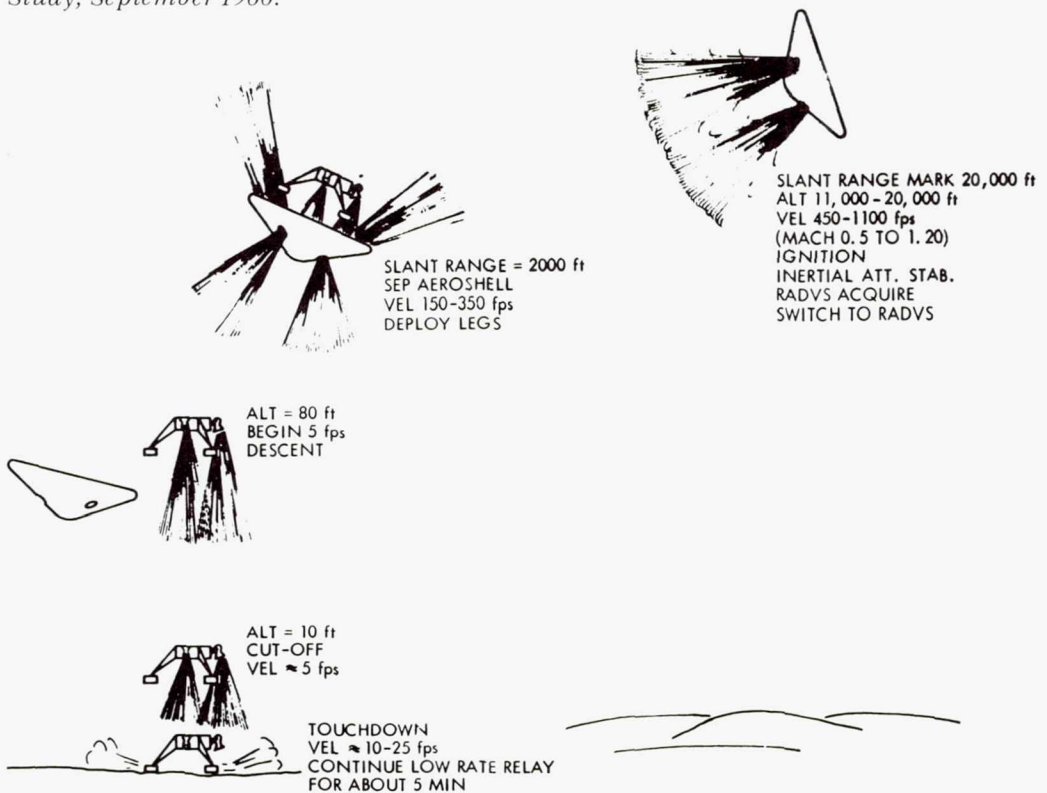 Study, September 1966.
SLANT RANGE MARK 20,000 ft
ALT 11,000-20,000 ft
VEL 450-1100 fps
(MACH 0.5 TO 1.20)
IGNITION
INERTIAL ATT. STAB.
RADVS ACQUIRE
SWITCH TO RADVS
SLANT RANGE = 2000 ft
SEP AEROSHELL
VEL 150-350 fps
DEPLOY LEGS
ALT = 80 ft
BEGIN 5 fps
DESCENT
ALT = 10 ft
CUT-OFF
VEL ≈ 5 fps
TOUCHDOWN
VEL ≈ 10-25 fps
CONTINUE LOW RATE RELAY
FOR ABOUT 5 MIN